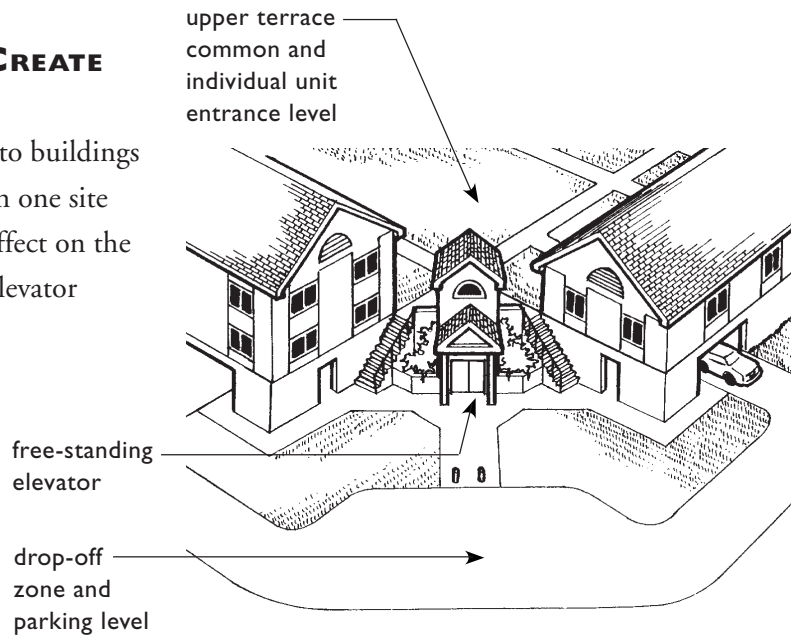 upper terrace
common and
individual unit
entrance level
CREATE
to buildings
n one site
ffect on the
levator
free-standing
elevator
drop-off
zone and
parking level